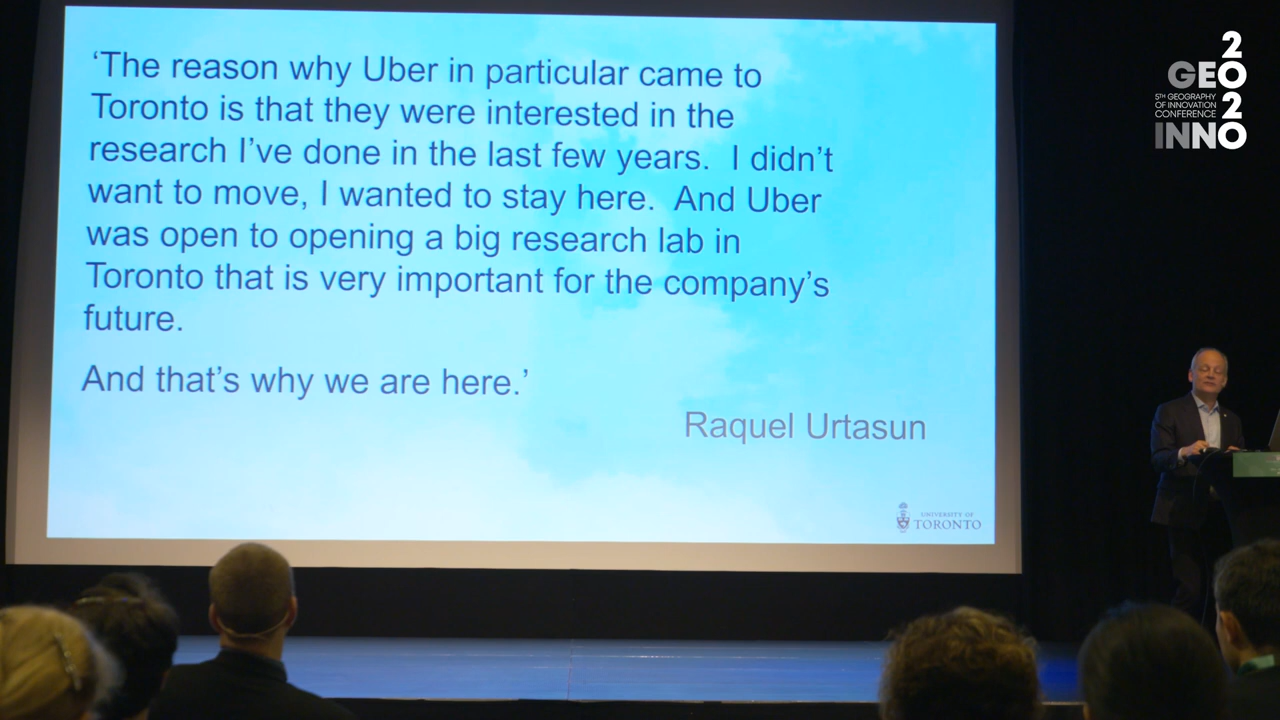 ‘The reason why Uber in particular came to
Toronto is that they were interested in the
research I’ve done in the last few years.  I didn’t
want to move, I wanted to stay here.  And Uber
was open to opening a big research lab in
Toronto that is very important for the company’s
future.
And that’s why we are here.’
Raquel Urtasun
UNIVERSITY OF
TORONTO
2
GEO
5TH GEOGRAPHY
OF INNOVATION
CONFERENCE
2
INNO